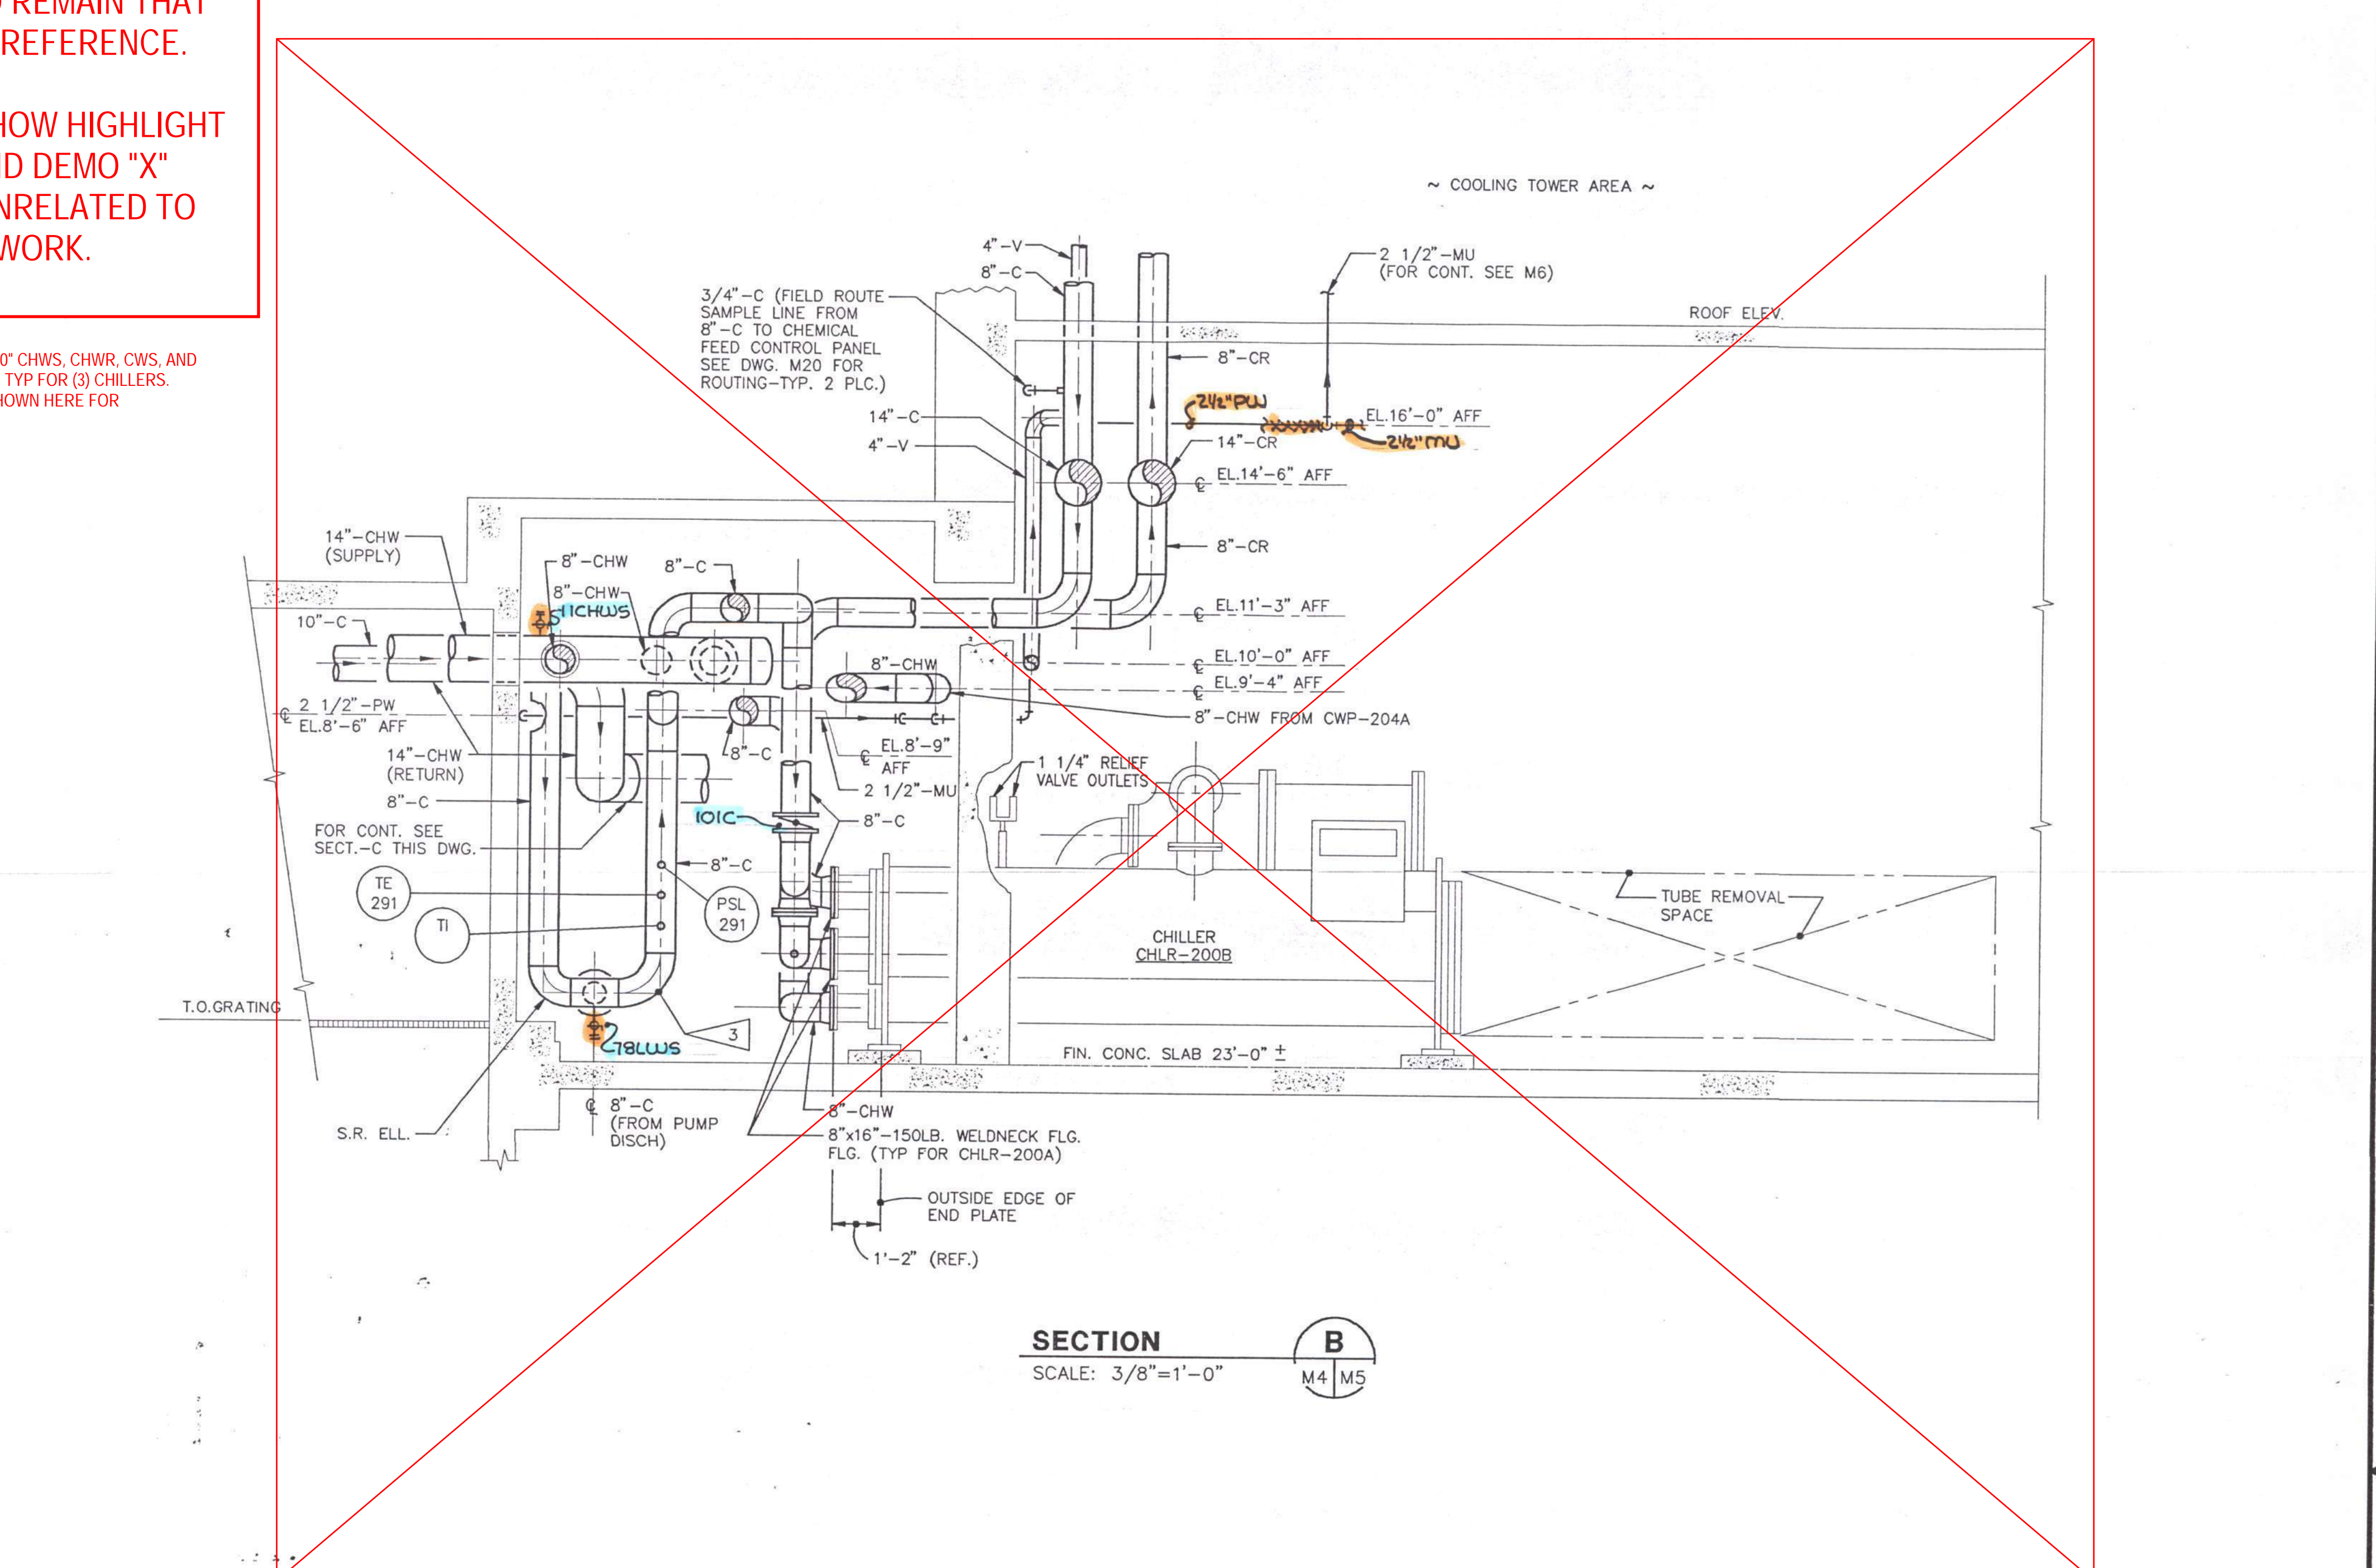 REMAIN THAT
REFERENCE.
HOW HIGHLIGHT
DEMO "X"
NRELATED TO
WORK.
0" CHWS, CHWR, CWS, AND
TYP FOR (3) CHILLERS.
HOWN HERE FOR
~ COOLING TOWER AREA ~
4"-V
8"-C
2 1/2"-MU
(FOR CONT. SEE M6)
3/4"-C (FIELD ROUTE
SAMPLE LINE FROM
8"-C TO CHEMICAL
FEED CONTROL PANEL
SEE DWG. M20 FOR
ROUTING-TYP. 2 PLC.)
ROOF ELEV.
8"-CR
2½"PW
14"-C
EL.16'-0" AFF
4"-V
14"-CR
2½"MU
EL.14'-6" AFF
14"-CHW
(SUPPLY)
8"-CHW
8"-C
8"-CR
8"-CHW
511CHWS
EL.11'-3" AFF
10"-C
8"-CHW
EL.10'-0" AFF
EL.9'-4" AFF
2 1/2"-PW
EL.8'-6" AFF
8"-CHW FROM CWP-204A
14"-CHW
(RETURN)
8"-C
EL.8'-9"
AFF
1 1/4" RELIEF
VALVE OUTLETS
2 1/2"-MU
8"-C
101C
8"-C
FOR CONT. SEE
SECT.-C THIS DWG.
8"-C
TE
291
PSL
291
TI
TUBE REMOVAL
SPACE
CHILLER
CHLR-200B
T.O.GRATING
3
FIN. CONC. SLAB 23'-0" ±
8"-C
(FROM PUMP
DISCH)
S.R. ELL.
8"-CHW
8"x16"-150LB. WELDNECK FLG.
FLG. (TYP FOR CHLR-200A)
OUTSIDE EDGE OF
END PLATE
1'-2" (REF.)
SECTION
B
SCALE: 3/8"=1'-0"
M4 M5